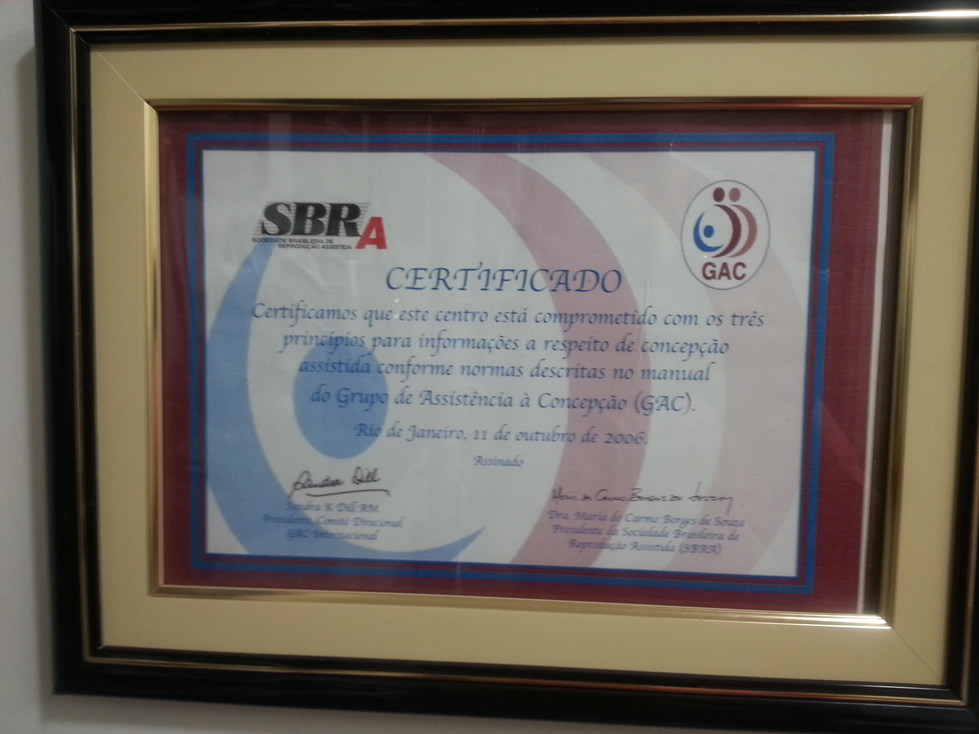 SBRA
SOCIEDADE BRASILEIRA DE
REPRODUÇÃO ASSISTIDA
GAC
CERTIFICADO
Certificamos que este centro está comprometido com os três
princípios para informações a respeito de concepção
assistida conforme normas descritas no manual
do Grupo de Assistência à Concepção (GAC).
Rio de Janeiro, 11 de outubro de 2006.
Assinado
Sandra K Dill RM
Presidente Comitê Direcional
GAC Internacional
Dra. Maria do Carmo Borges de Souza
Presidente da Sociedade Brasileira de
Reprodução Assistida (SBRA)